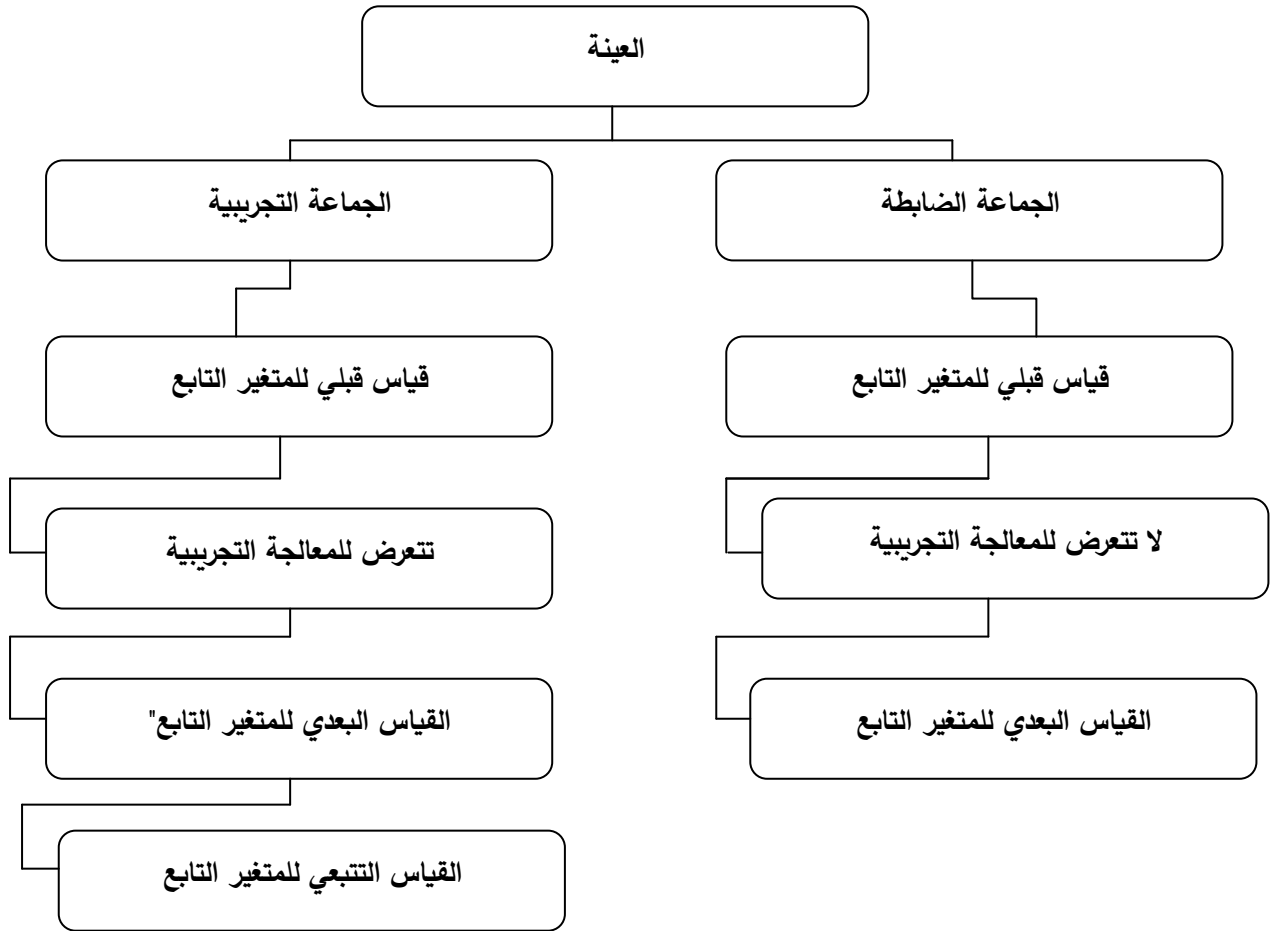 العينة
الجماعة الضابطة
الجماعة التجريبية
قياس قبلي للمتغير التابع
قياس قبلي للمتغير التابع
لا تتعرض للمعالجة التجريبية
تتعرض للمعالجة التجريبية
القياس البعدي للمتغير التابع
القياس البعدي للمتغير التابع"
القياس التتبعي للمتغير التابع